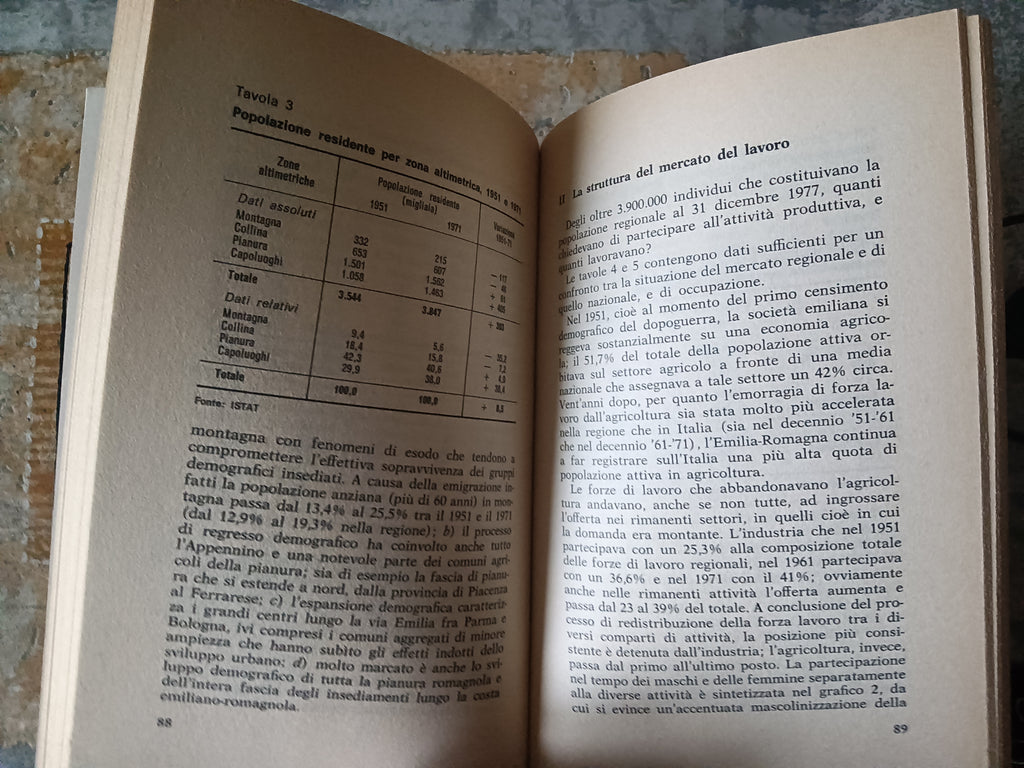 Tavola 3
Popolazione residente per zona altimetrica, 1951 e 1971
Zone altimetriche Popolazione residente (migliaia) Variazione 1951-71
1951 1971
Dati assoluti
Montagna 332 215 — 117
Collina 653 607 — 46
Pianura 1.501 1.562 + 61
Capoluoghi 1.058 1.463 + 405
Totale 3.544 3.847 + 303
Dati relativi
Montagna 9,4 5,6 — 35,2
Collina 18,4 15,8 — 7,2
Pianura 42,3 40,6 + 4,0
Capoluoghi 29,9 38,0 + 38,4
Totale 100,0 100,0 + 8,5
Fonte: ISTAT
montagna con fenomeni di esodo che tendono a
compromettere l'effettiva sopravvivenza dei gruppi
demografici insediati. A causa della emigrazione in-
fatti la popolazione anziana (più di 60 anni) in mon-
tagna passa dal 13,4% al 25,5% tra il 1951 e il 1971
(dal 12,9% al 19,3% nella regione); b) il processo
di regresso demografico ha coinvolto anche tutto
l'Appennino e una notevole parte dei comuni agri-
coli della pianura; sia di esempio la fascia di pianu-
ra che si estende a nord, dalla provincia di Piacenza
al Ferrarese; c) l'espansione demografica caratteriz-
za i grandi centri lungo la via Emilia fra Parma e
Bologna, ivi compresi i comuni aggregati di minore
ampiezza che hanno subìto gli effetti indotti dello
sviluppo urbano; d) molto marcato è anche lo svi-
luppo demografico di tutta la pianura romagnola e
dell'intera fascia degli insediamenti lungo la costa
emiliano-romagnola.
88
II La struttura del mercato del lavoro
Degli oltre 3.900.000 individui che costituivano la
popolazione regionale al 31 dicembre 1977, quanti
chiedevano di partecipare all'attività produttiva, e
quanti lavoravano?
Le tavole 4 e 5 contengono dati sufficienti per un
confronto tra la situazione del mercato regionale e di
quello nazionale, e di occupazione.
Nel 1951, cioè al momento del primo censimento
demografico del dopoguerra, la società emiliana si
reggeva sostanzialmente su una economia agrico-
la; il 51,7% del totale della popolazione attiva or-
bitava sul settore agricolo a fronte di una media
nazionale che assegnava a tale settore un 42% circa.
Vent'anni dopo, per quanto l'emorragia di forza la-
voro dall'agricoltura sia stata molto più accelerata
nella regione che in Italia (sia nel decennio '51-'61
che nel decennio '61-'71), l'Emilia-Romagna continua
a far registrare sull'Italia una più alta quota di
popolazione attiva in agricoltura.
Le forze di lavoro che abbandonavano l'agricol-
tura andavano, anche se non tutte, ad ingrossare
l'offerta nei rimanenti settori, in quelli cioè in cui
la domanda era montante. L'industria che nel 1951
partecipava con un 25,3% alla composizione totale
delle forze di lavoro regionali, nel 1961 partecipava
con un 36,6% e nel 1971 con il 41%; ovviamente
anche nelle rimanenti attività l'offerta aumenta e
passa dal 23 al 39% del totale. A conclusione del pro-
cesso di redistribuzione della forza lavoro tra i di-
versi comparti di attività, la posizione più consi-
stente è detenuta dall'industria; l'agricoltura, invece,
passa dal primo all'ultimo posto. La partecipazione
nel tempo dei maschi e delle femmine separatamente
alla diverse attività è sintetizzata nel grafico 2, da
cui si evince un'accentuata mascolinizzazione della
89